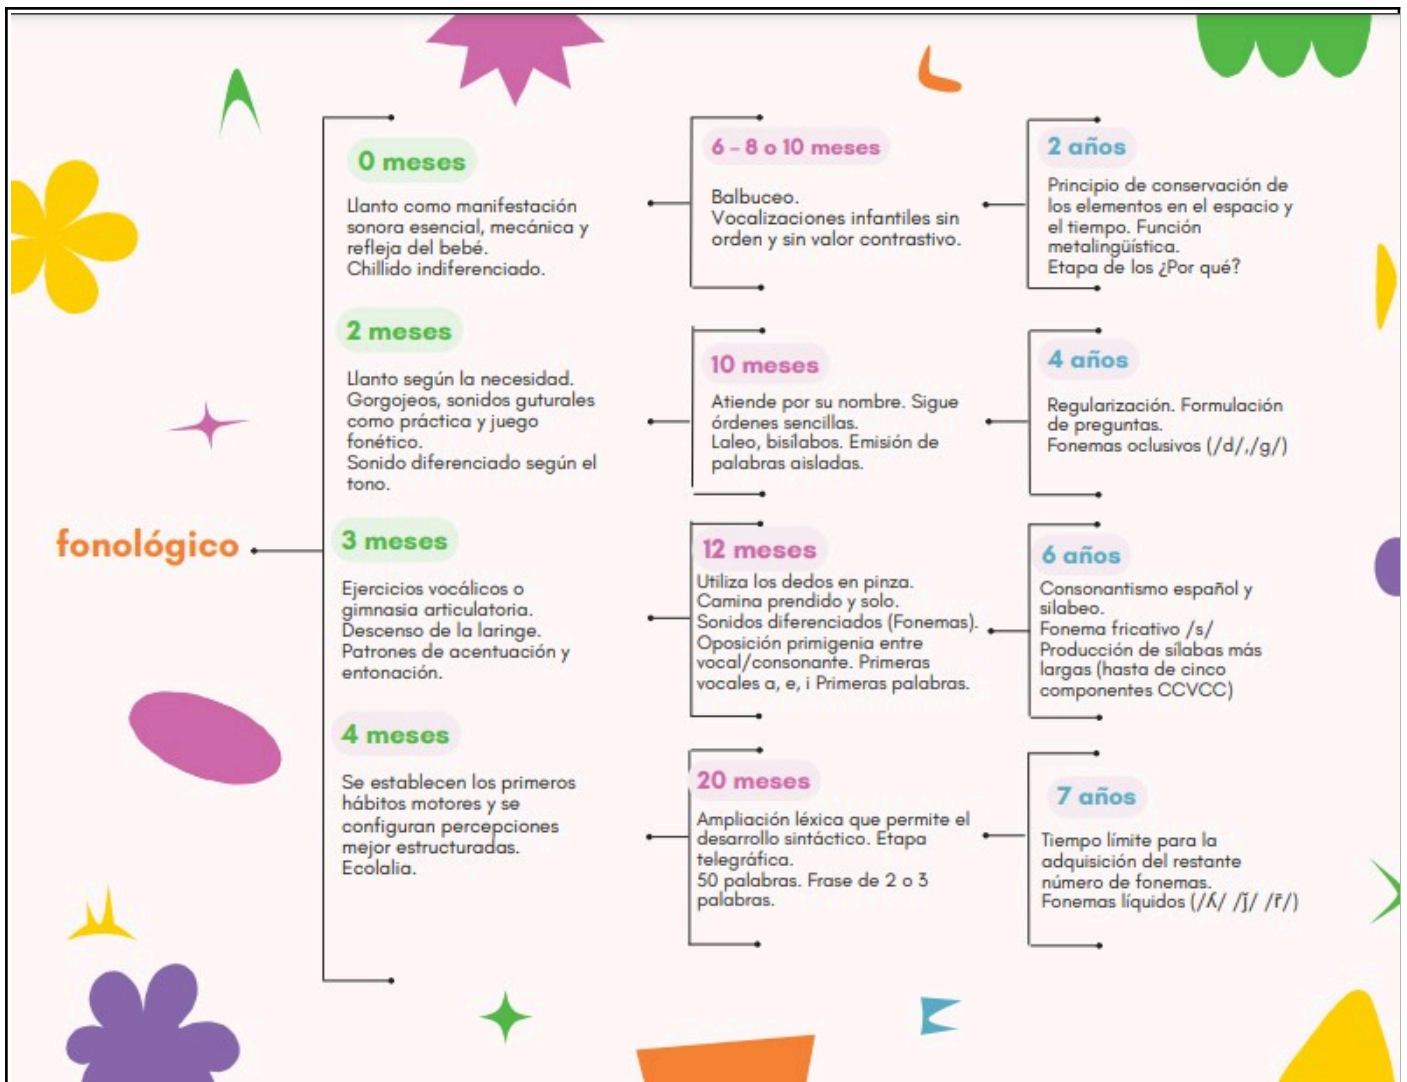 fonológico
0 meses
Llanto como manifestación
sonora esencial, mecánica y
refleja del bebé.
Chillido indiferenciado.
2 meses
Llanto según la necesidad.
Gorgojeos, sonidos guturales
como práctica y juego
fonético.
Sonido diferenciado según el
tono.
3 meses
Ejercicios vocálicos o
gimnasia articulatoria.
Descenso de la laringe.
Patrones de acentuación y
entonación.
4 meses
Se establecen los primeros
hábitos motores y se
configuran percepciones
mejor estructuradas.
Ecolalia.
6 - 8 o 10 meses
Balbuceo.
Vocalizaciones infantiles sin
orden y sin valor contrastivo.
10 meses
Atiende por su nombre. Sigue
órdenes sencillas.
Laleo, bisílabos. Emisión de
palabras aisladas.
12 meses
Utiliza los dedos en pinza.
Camina prendido y solo.
Sonidos diferenciados (Fonemas).
Oposición primigenia entre
vocal/consonante. Primeras
vocales a, e, i Primeras palabras.
20 meses
Ampliación léxica que permite el
desarrollo sintáctico. Etapa
telegráfica.
50 palabras. Frase de 2 o 3
palabras.
2 años
Principio de conservación de
los elementos en el espacio y
el tiempo. Función
metalingüística.
Etapa de los ¿Por qué?
4 años
Regularización. Formulación
de preguntas.
Fonemas oclusivos (/d/,/g/)
6 años
Consonantismo español y
silabeo.
Fonema fricativo /s/
Producción de sílabas más
largas (hasta de cinco
componentes CCVCC)
7 años
Tiempo límite para la
adquisición del restante
número de fonemas.
Fonemas líquidos (/ʎ/ /ǰ/ /r̄/)